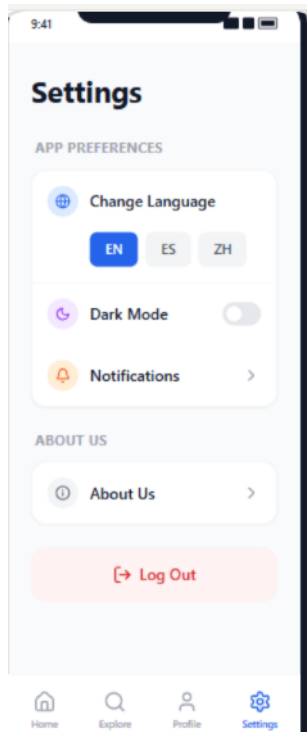 9:41
Settings
APP PREFERENCES
Change Language
EN ES ZH
Dark Mode
Notifications
ABOUT US
About Us
Log Out
Home Explore Profile Settings